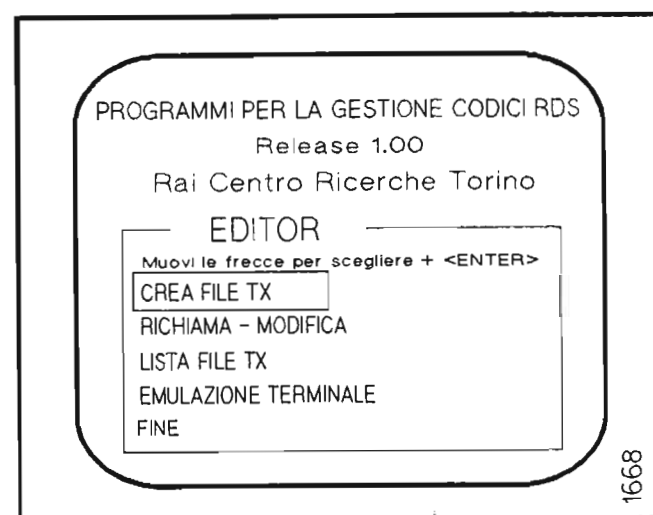 PROGRAMMI PER LA GESTIONE CODICI RDS
Release 1.00
Rai Centro Ricerche Torino
EDITOR
Muovi le frecce per scegliere + <ENTER>
CREA FILE TX
RICHIAMA - MODIFICA
LISTA FILE TX
EMULAZIONE TERMINALE
FINE
1668